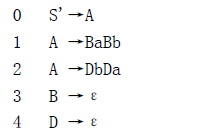 0 S'→A
1 A →BaBb
2 A →DbDa
3 B → ε
4 D → ε